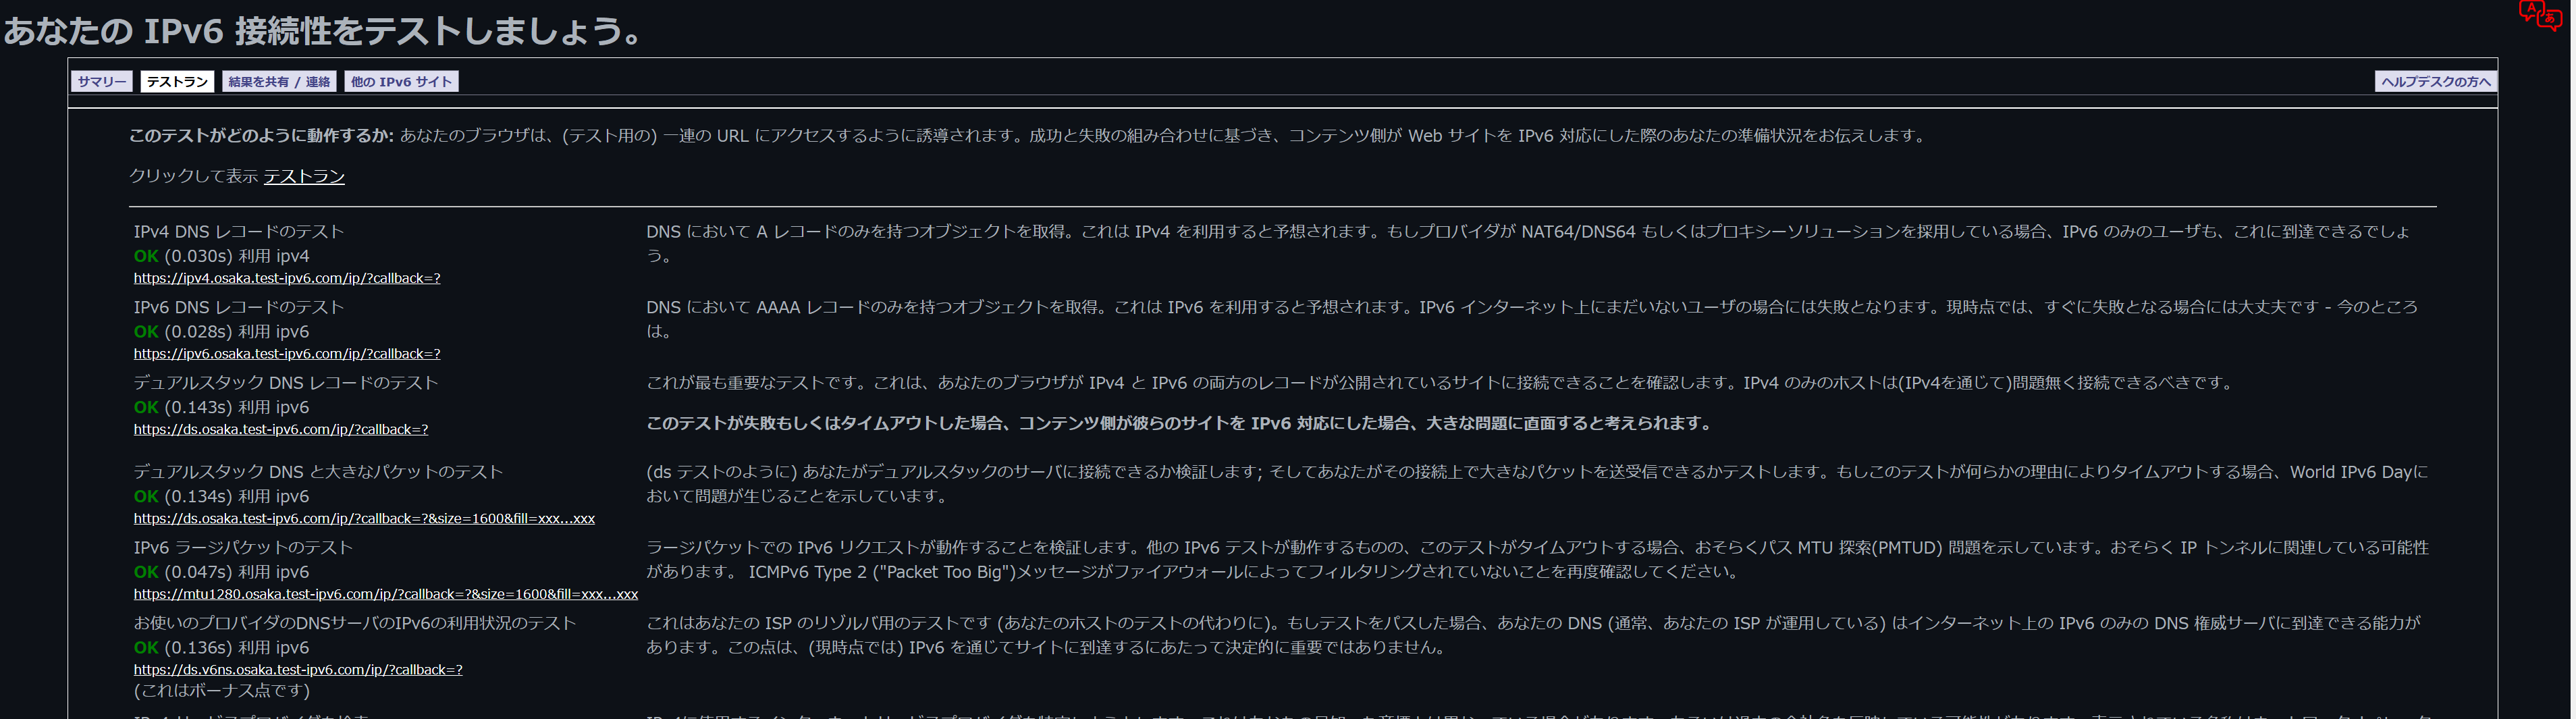 あなたの IPv6 接続性をテストしましょう。
サマリー テストラン 結果を共有 / 連絡 他の IPv6 サイト ヘルプデスクの方へ
このテストがどのように動作するか: あなたのブラウザは、(テスト用の) 一連の URL にアクセスするように誘導されます。成功と失敗の組み合わせに基づき、コンテンツ側が Web サイトを IPv6 対応にした際のあなたの準備状況をお伝えします。
クリックして表示 テストラン
IPv4 DNS レコードのテスト
OK (0.030s) 利用 ipv4
https://ipv4.osaka.test-ipv6.com/ip/?callback=?
DNS において A レコードのみを持つオブジェクトを取得。これは IPv4 を利用すると予想されます。もしプロバイダが NAT64/DNS64 もしくはプロキシーソリューションを採用している場合、IPv6 のみのユーザも、これに到達できるでしょ
う。
IPv6 DNS レコードのテスト
OK (0.028s) 利用 ipv6
https://ipv6.osaka.test-ipv6.com/ip/?callback=?
DNS において AAAA レコードのみを持つオブジェクトを取得。これは IPv6 を利用すると予想されます。IPv6 インターネット上にまだいないユーザの場合には失敗となります。現時点では、すぐに失敗となる場合には大丈夫です - 今のところ
は。
デュアルスタック DNS レコードのテスト
OK (0.143s) 利用 ipv6
https://ds.osaka.test-ipv6.com/ip/?callback=?
これが最も重要なテストです。これは、あなたのブラウザが IPv4 と IPv6 の両方のレコードが公開されているサイトに接続できることを確認します。IPv4 のみのホストは(IPv4を通じて)問題無く接続できるべきです。
このテストが失敗もしくはタイムアウトした場合、コンテンツ側が彼らのサイトを IPv6 対応にした場合、大きな問題に直面すると考えられます。
デュアルスタック DNS と大きなパケットのテスト
OK (0.134s) 利用 ipv6
https://ds.osaka.test-ipv6.com/ip/?callback=?&size=1600&fill=xxx...xxx
(ds テストのように) あなたがデュアルスタックのサーバに接続できるか検証します; そしてあなたがその接続上で大きなパケットを送受信できるかテストします。もしこのテストが何らかの理由によりタイムアウトする場合、World IPv6 Dayに
おいて問題が生じることを示しています。
IPv6 ラージパケットのテスト
OK (0.047s) 利用 ipv6
https://mtu1280.osaka.test-ipv6.com/ip/?callback=?&size=1600&fill=xxx...xxx
ラージパケットでの IPv6 リクエストが動作することを検証します。他の IPv6 テストが動作するものの、このテストがタイムアウトする場合、おそらくパス MTU 探索(PMTUD) 問題を示しています。おそらく IP トンネルに関連している可能性
があります。 ICMPv6 Type 2 ("Packet Too Big")メッセージがファイアウォールによってフィルタリングされていないことを再度確認してください。
お使いのプロバイダのDNSサーバのIPv6の利用状況のテスト
OK (0.136s) 利用 ipv6
https://ds.v6ns.osaka.test-ipv6.com/ip/?callback=?
(これはボーナス点です)
これはあなたの ISP のリゾルバ用のテストです (あなたのホストのテストの代わりに)。もしテストをパスした場合、あなたの DNS (通常、あなたの ISP が運用している) はインターネット上の IPv6 のみの DNS 権威サーバに到達できる能力が
あります。この点は、(現時点では) IPv6 を通じてサイトに到達するにあたって決定的に重要ではありません。